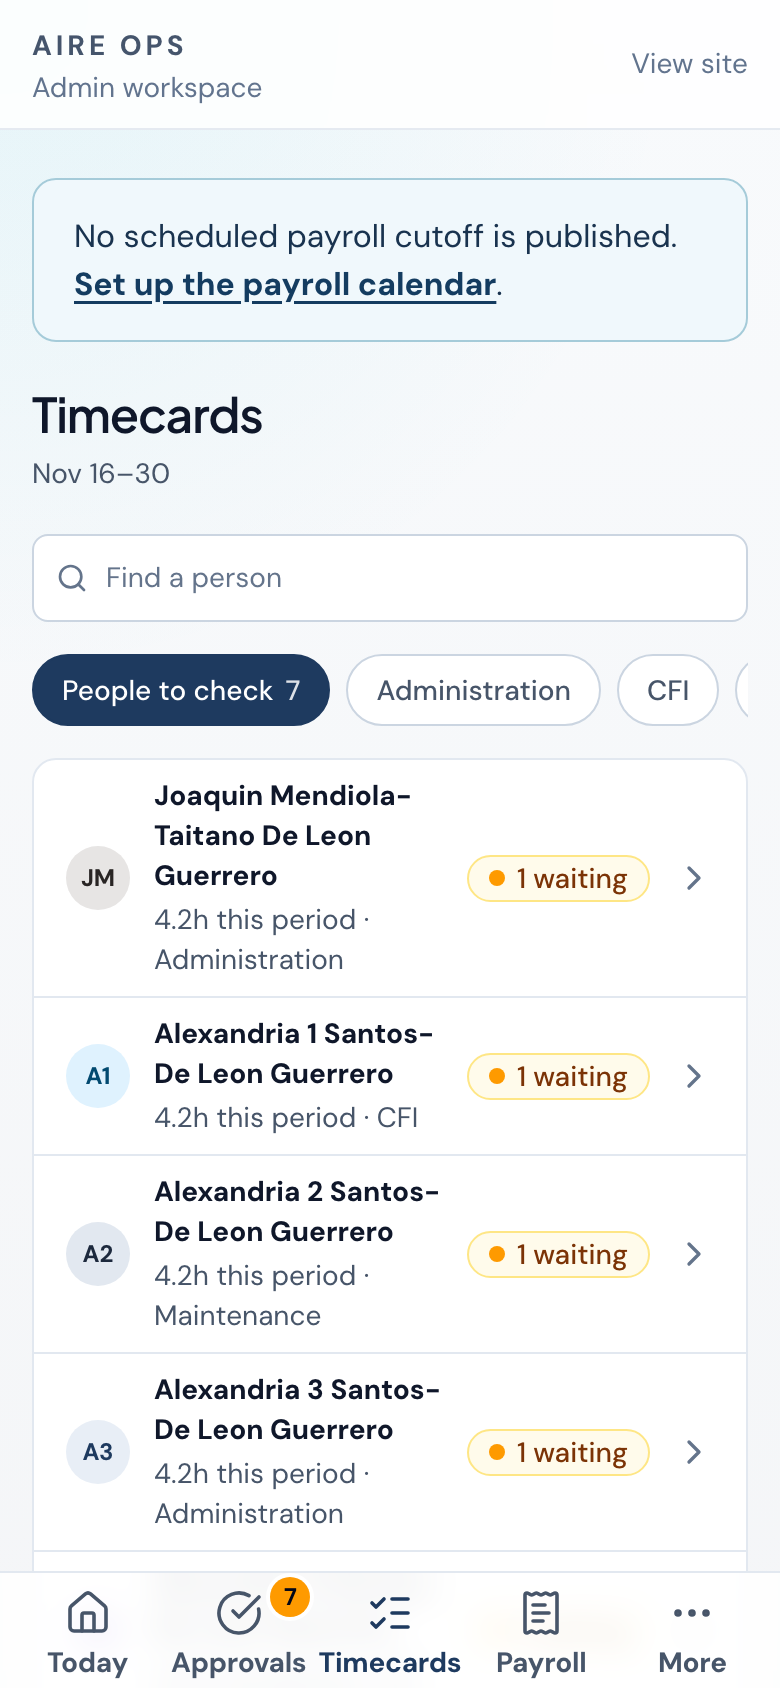 AIRE OPS
Admin workspace
View site
No scheduled payroll cutoff is published.
Set up the payroll calendar.
Timecards
Nov 16–30
Find a person
People to check 7
Administration
CFI
JM
Joaquin Mendiola-
Taitano De Leon
Guerrero
4.2h this period ·
Administration
1 waiting
A1
Alexandria 1 Santos-
De Leon Guerrero
4.2h this period · CFI
1 waiting
A2
Alexandria 2 Santos-
De Leon Guerrero
4.2h this period ·
Maintenance
1 waiting
A3
Alexandria 3 Santos-
De Leon Guerrero
4.2h this period ·
Administration
1 waiting
7
Today
Approvals
Timecards
Payroll
More